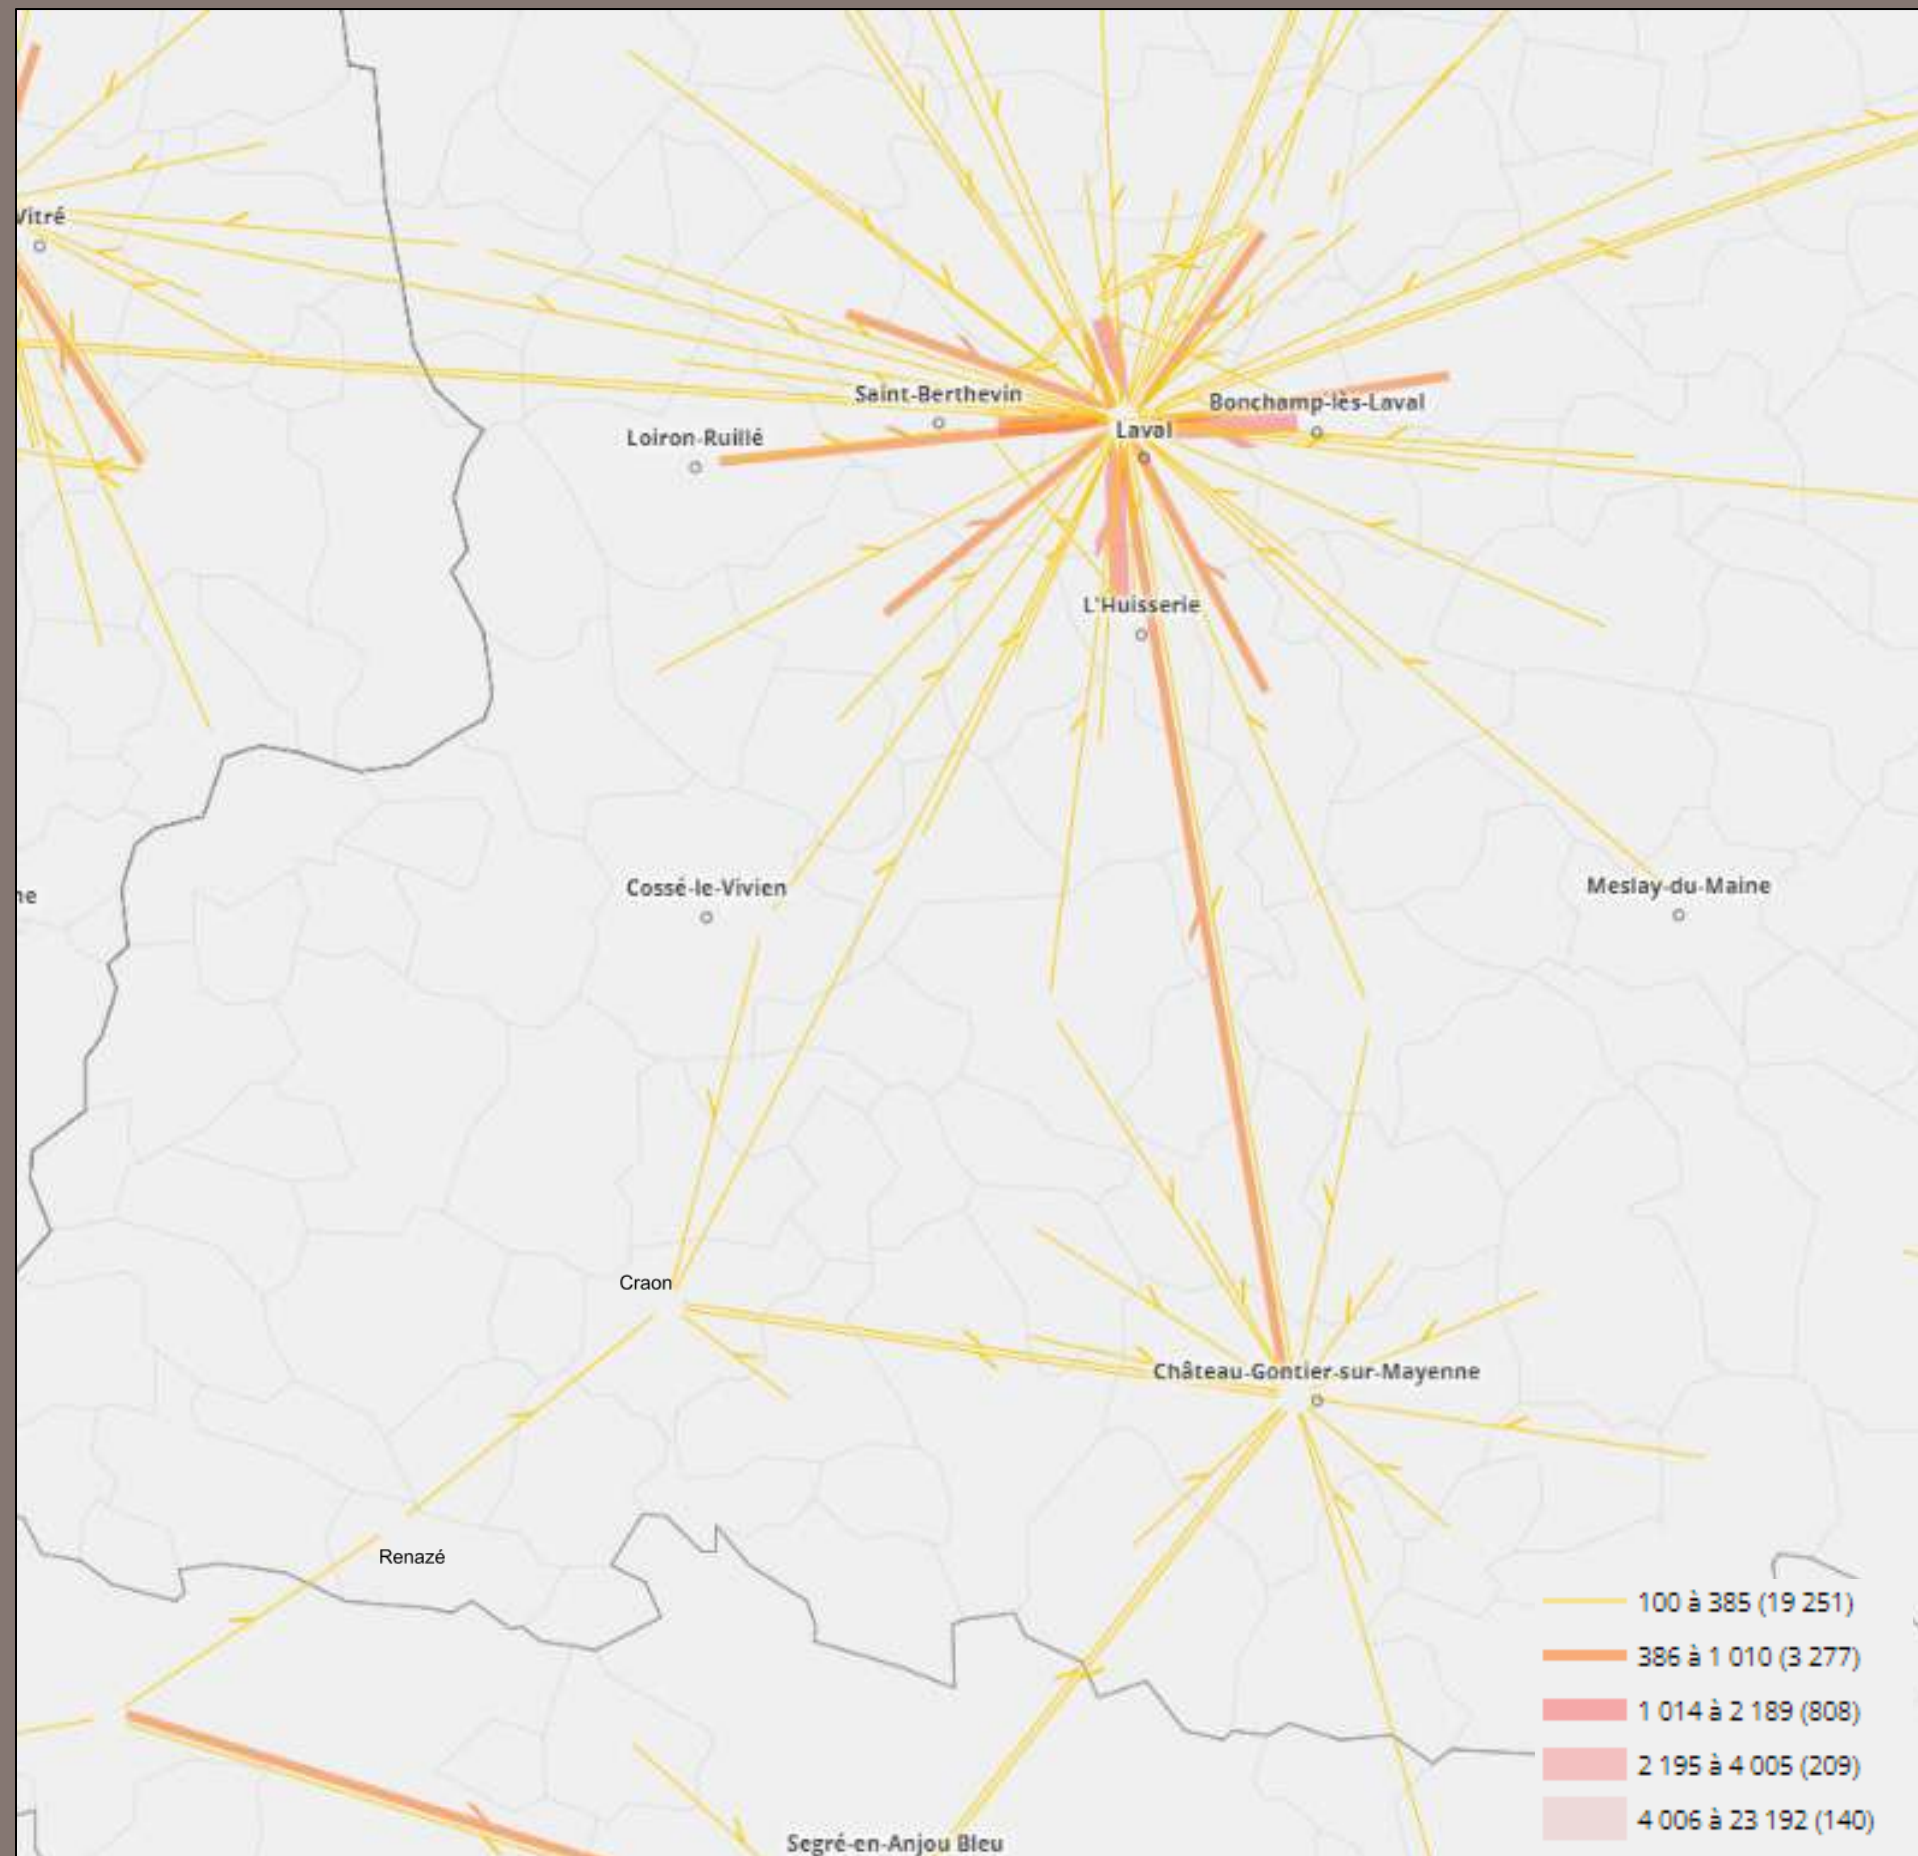 Vitré
Saint-Berthevin
Bonchamp-lès-Laval
Loiron-Ruillé
Laval
L'Huisserie
Cossé-le-Vivien
Meslay-du-Maine
ne
Craon
Château-Gontier-sur-Mayenne
Renazé
Segré-en-Anjou Bleu
100 à 385 (19 251)
386 à 1 010 (3 277)
1 014 à 2 189 (808)
2 195 à 4 005 (209)
4 006 à 23 192 (140)